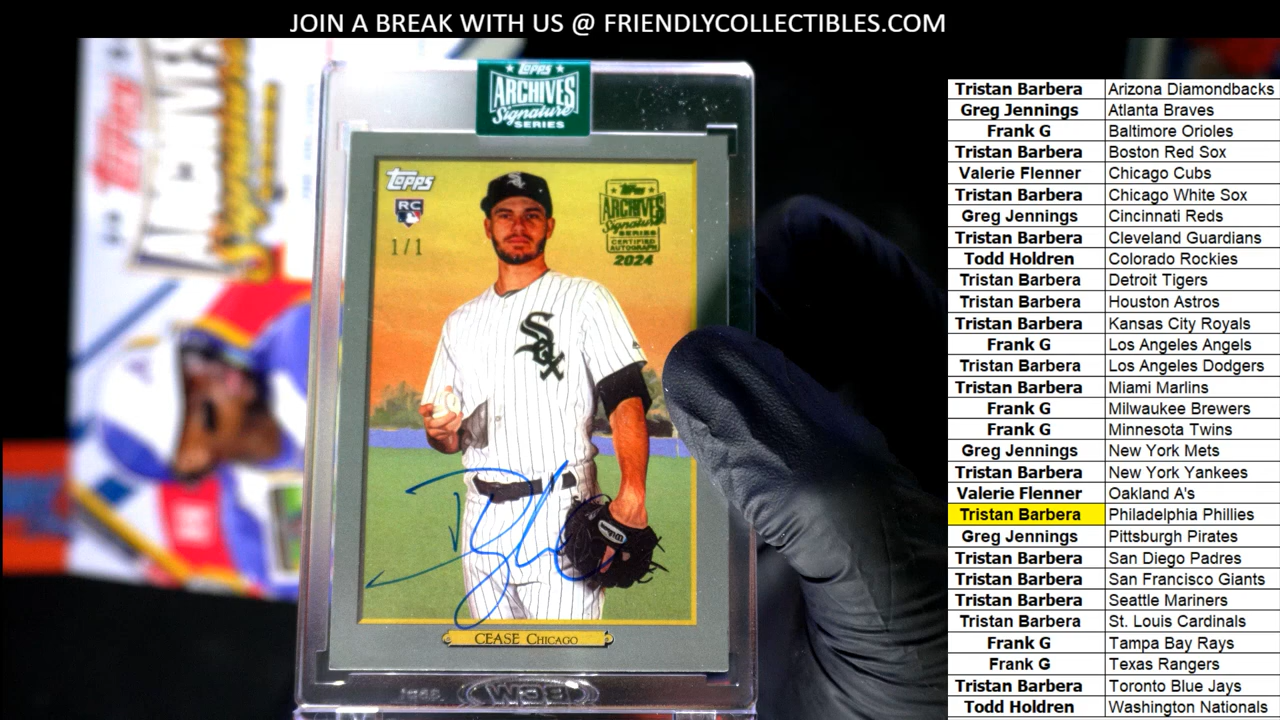 JOIN A BREAK WITH US @ FRIENDLYCOLLECTIBLES.COM
TOPPS
ARCHIVES
Signature
SERIES
Topps
RC
1/1
Topps
ARCHIVES
Signature
SERIES
CERTIFIED
AUTOGRAPH
2024
Sox
CEASE CHICAGO
Tristan Barbera Arizona Diamondbacks
Greg Jennings Atlanta Braves
Frank G Baltimore Orioles
Tristan Barbera Boston Red Sox
Valerie Flenner Chicago Cubs
Tristan Barbera Chicago White Sox
Greg Jennings Cincinnati Reds
Tristan Barbera Cleveland Guardians
Todd Holdren Colorado Rockies
Tristan Barbera Detroit Tigers
Tristan Barbera Houston Astros
Tristan Barbera Kansas City Royals
Frank G Los Angeles Angels
Tristan Barbera Los Angeles Dodgers
Tristan Barbera Miami Marlins
Frank G Milwaukee Brewers
Frank G Minnesota Twins
Greg Jennings New York Mets
Tristan Barbera New York Yankees
Valerie Flenner Oakland A's
Tristan Barbera Philadelphia Phillies
Greg Jennings Pittsburgh Pirates
Tristan Barbera San Diego Padres
Tristan Barbera San Francisco Giants
Tristan Barbera Seattle Mariners
Tristan Barbera St. Louis Cardinals
Frank G Tampa Bay Rays
Frank G Texas Rangers
Tristan Barbera Toronto Blue Jays
Todd Holdren Washington Nationals